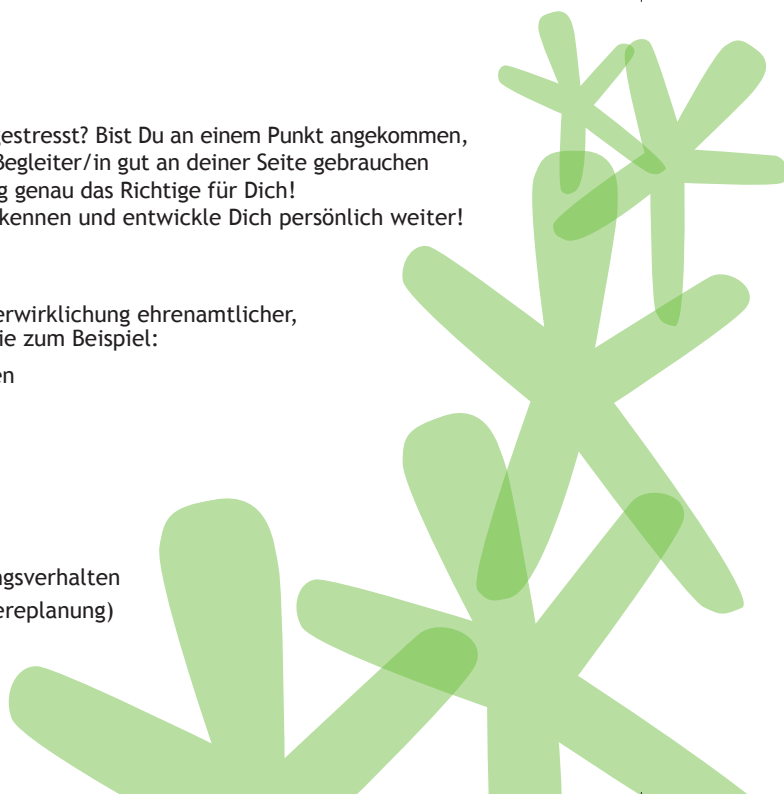 gestresst? Bist Du an einem Punkt angekommen,
Begleiter/in gut an deiner Seite gebrauchen
g genau das Richtige für Dich!
kennen und entwickle Dich persönlich weiter!
erwirklichung ehrenamtlicher,
ie zum Beispiel:
en
ngsverhalten
ereplanung)